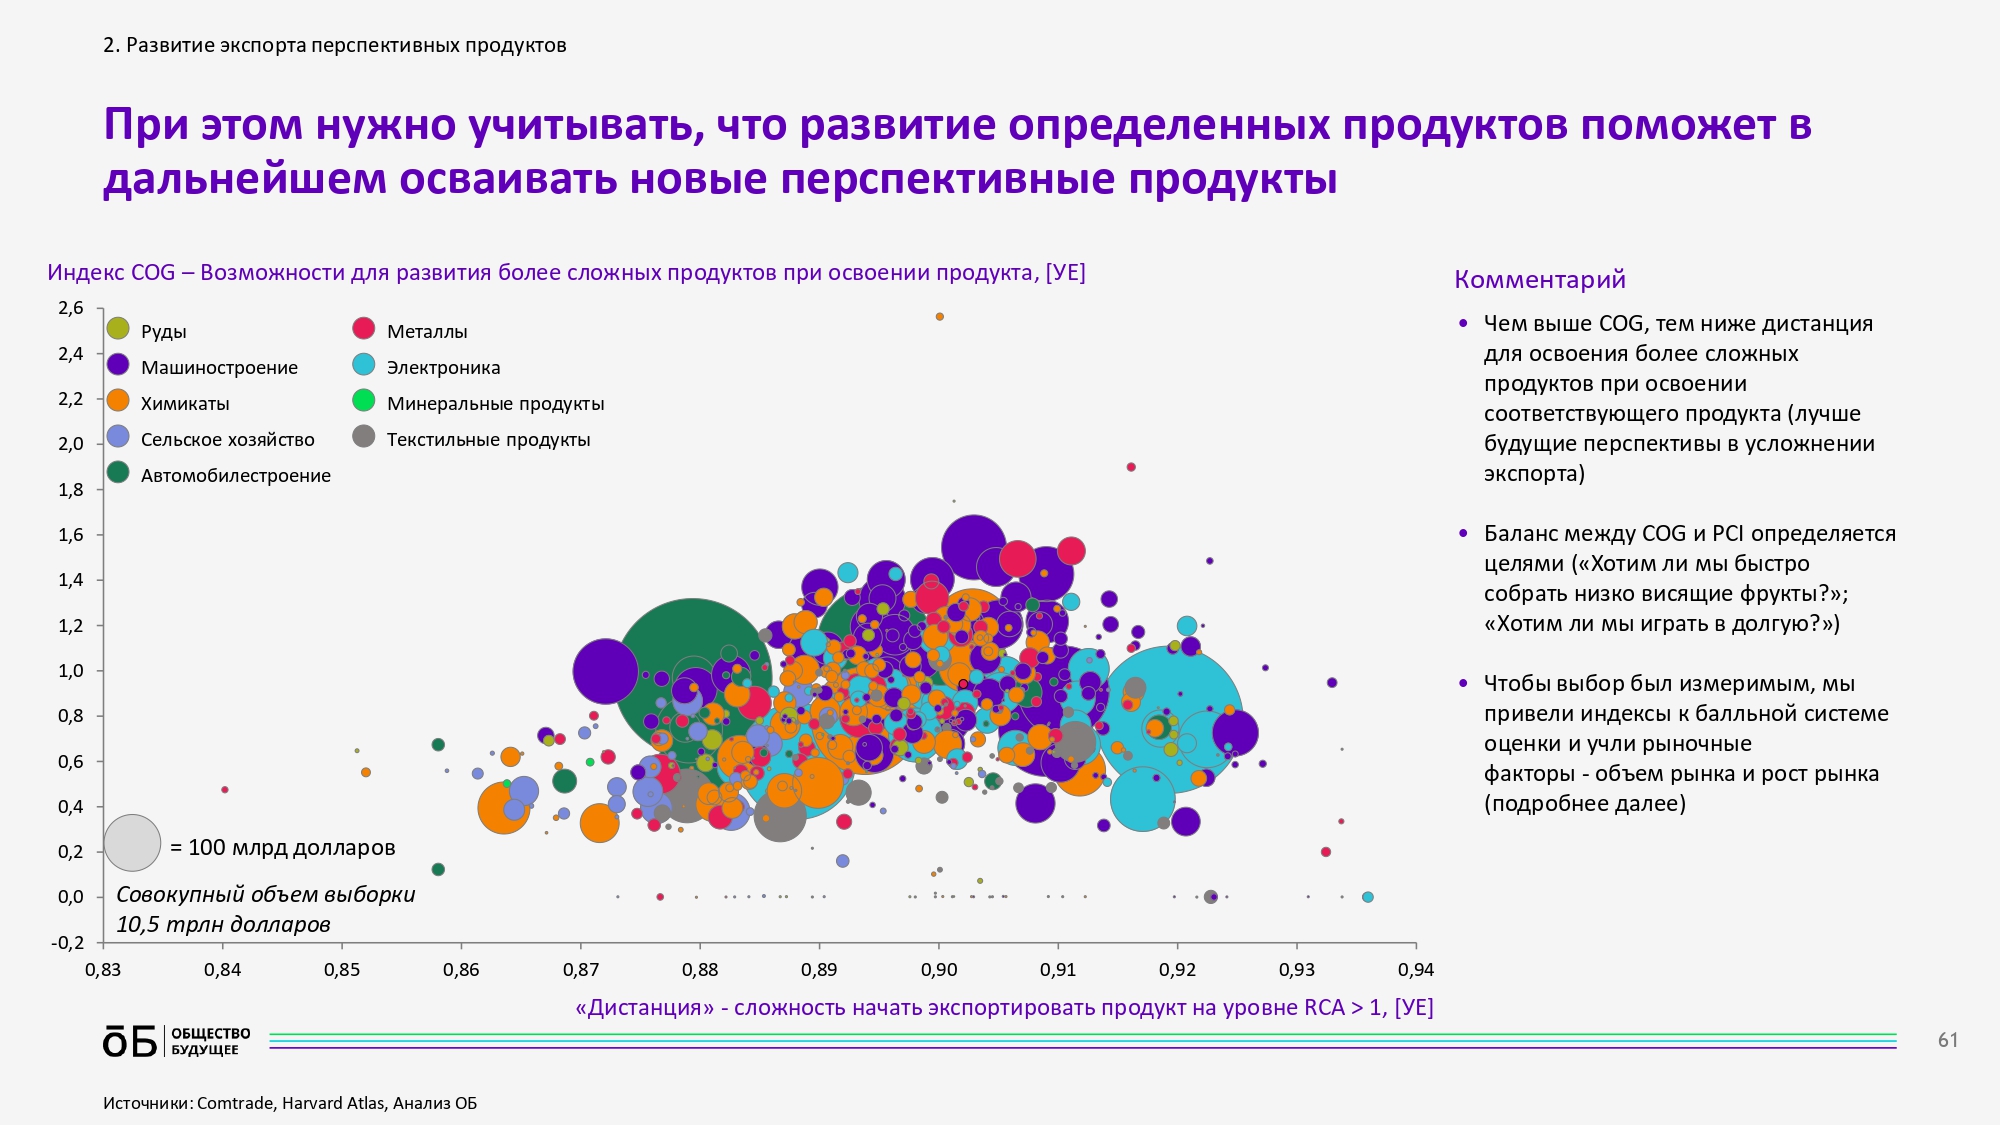 2. Развитие экспорта перспективных продуктов
При этом нужно учитывать, что развитие определенных продуктов поможет в
дальнейшем осваивать новые перспективные продукты
Индекс COG – Возможности для развития более сложных продуктов при освоении продукта, [УЕ]
2,6
2,4
2,2
2,0
1,8
1,6
1,4
1,2
1,0
0,8
0,6
0,4
0,2
0,0
-0,2
Руды
Машиностроение
Химикаты
Сельское хозяйство
Автомобилестроение
Металлы
Электроника
Минеральные продукты
Текстильные продукты
= 100 млрд долларов
Совокупный объем выборки
10,5 трлн долларов
0,83 0,84 0,85 0,86 0,87 0,88 0,89 0,90 0,91 0,92 0,93 0,94
«Дистанция» - сложность начать экспортировать продукт на уровне RCA > 1, [УЕ]
Комментарий
• Чем выше COG, тем ниже дистанция
для освоения более сложных
продуктов при освоении
соответствующего продукта (лучше
будущие перспективы в усложнении
экспорта)
• Баланс между COG и PCI определяется
целями («Хотим ли мы быстро
собрать низко висящие фрукты?»;
«Хотим ли мы играть в долгую?»)
• Чтобы выбор был измеримым, мы
привели индексы к балльной системе
оценки и учли рыночные
факторы - объем рынка и рост рынка
(подробнее далее)
ОБ
ОБЩЕСТВО
БУДУЩЕЕ
61
Источники: Comtrade, Harvard Atlas, Анализ ОБ